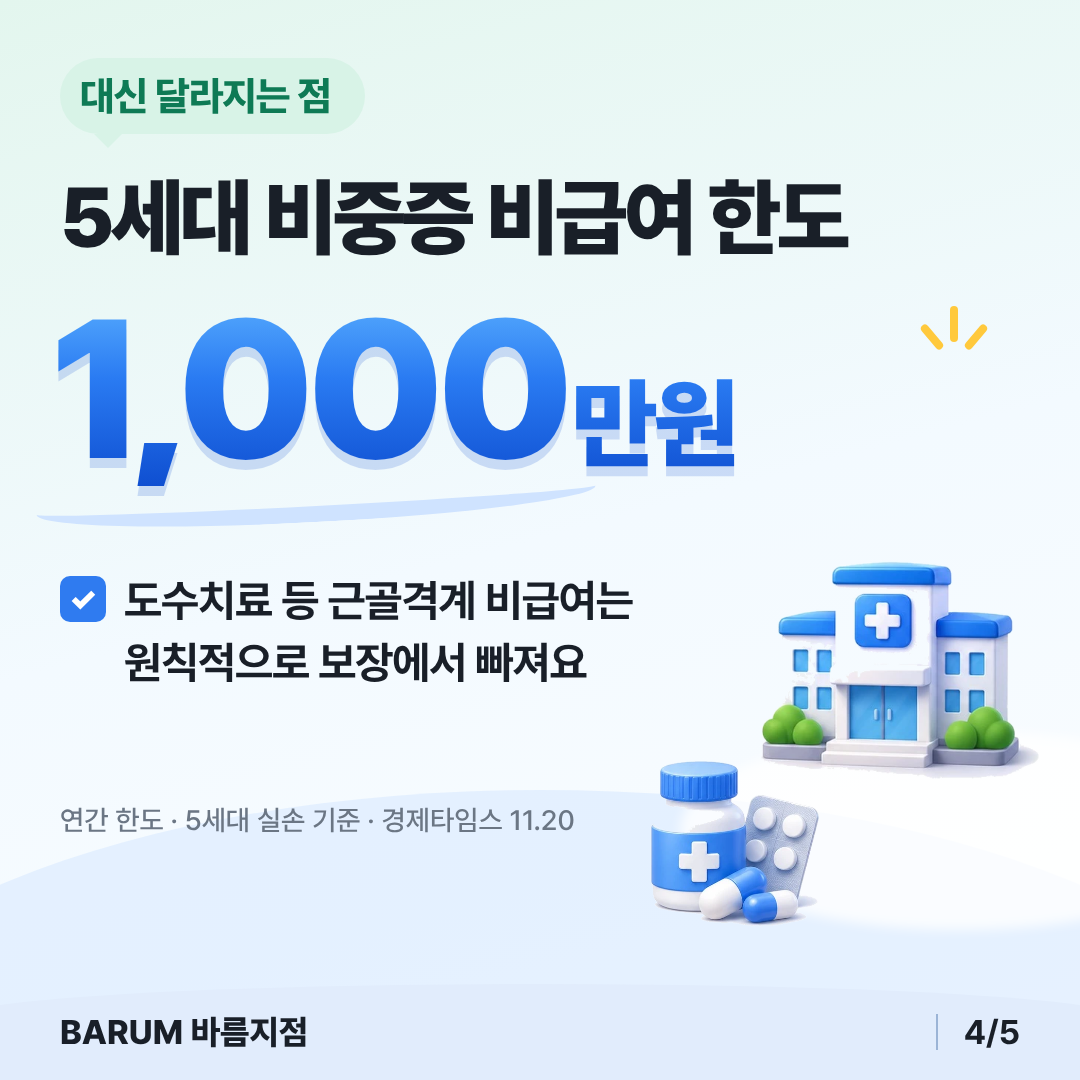 대신 달라지는 점
5세대 비중증 비급여 한도
1,000만원
도수치료 등 근골격계 비급여는
원칙적으로 보장에서 빠져요
연간 한도 · 5세대 실손 기준 · 경제타임스 11.20
BARUM 바름지점
4/5